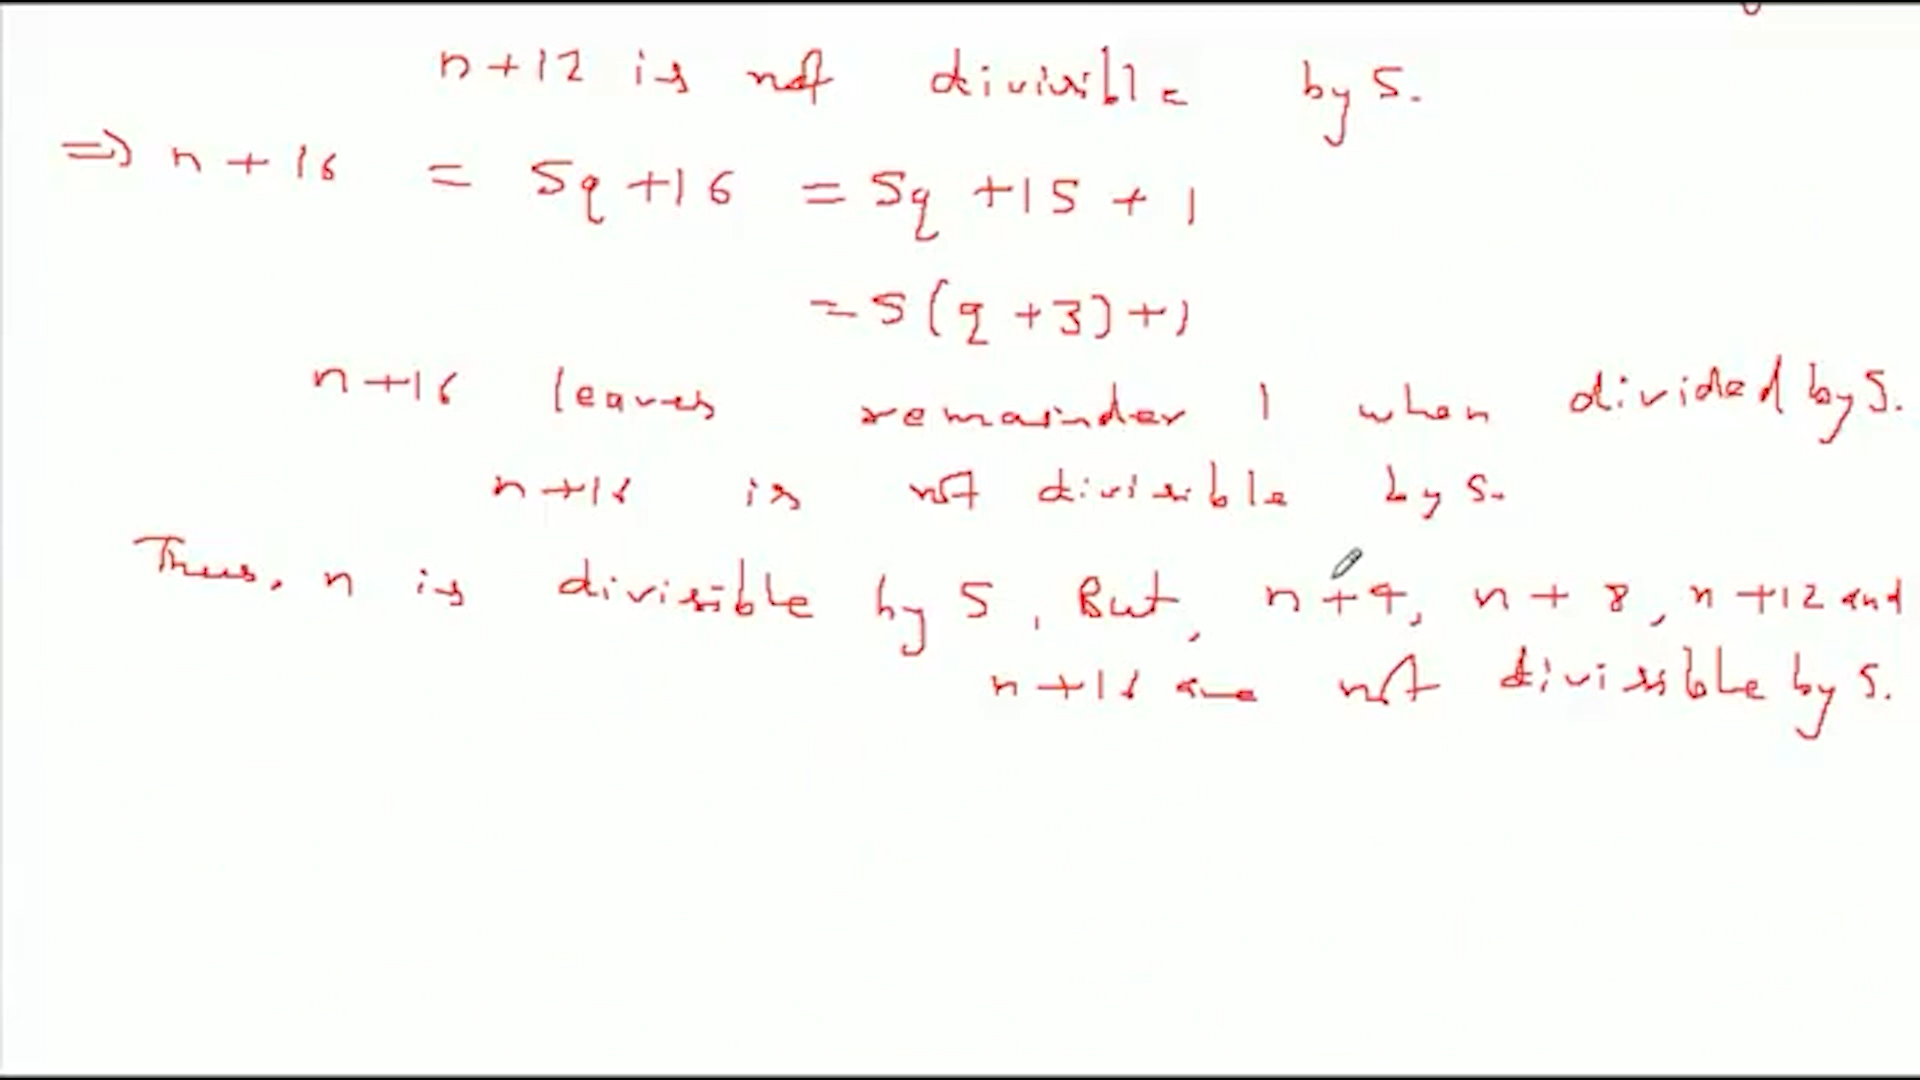 n+12 is not divisible by 5.
⇒ n + 16 = 5q +16 = 5q +15 + 1
= 5(q +3)+1
n+16 leaves remainder 1 when divided by 5.
n+16 is not divisible by 5.
Thus, n is divisible by 5, But, n+4, n + 8, n +12 and
n+16 are not divisible by 5.